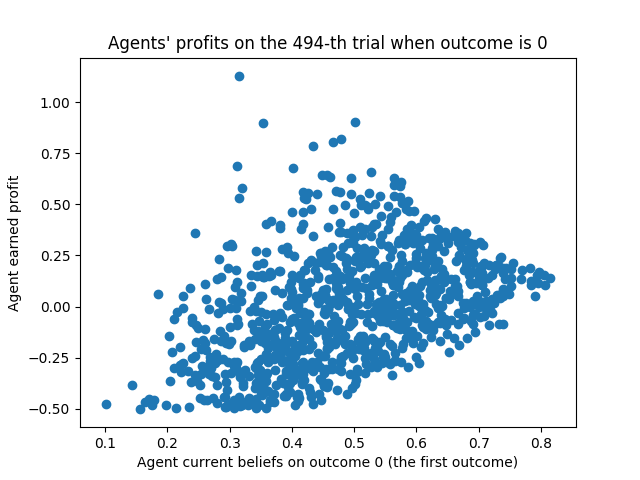 Agents' profits on the 494-th trial when outcome is 0
1.00
0.75
0.50
0.25
0.00
−0.25
−0.50
Agent earned profit
0.1 0.2 0.3 0.4 0.5 0.6 0.7 0.8
Agent current beliefs on outcome 0 (the first outcome)